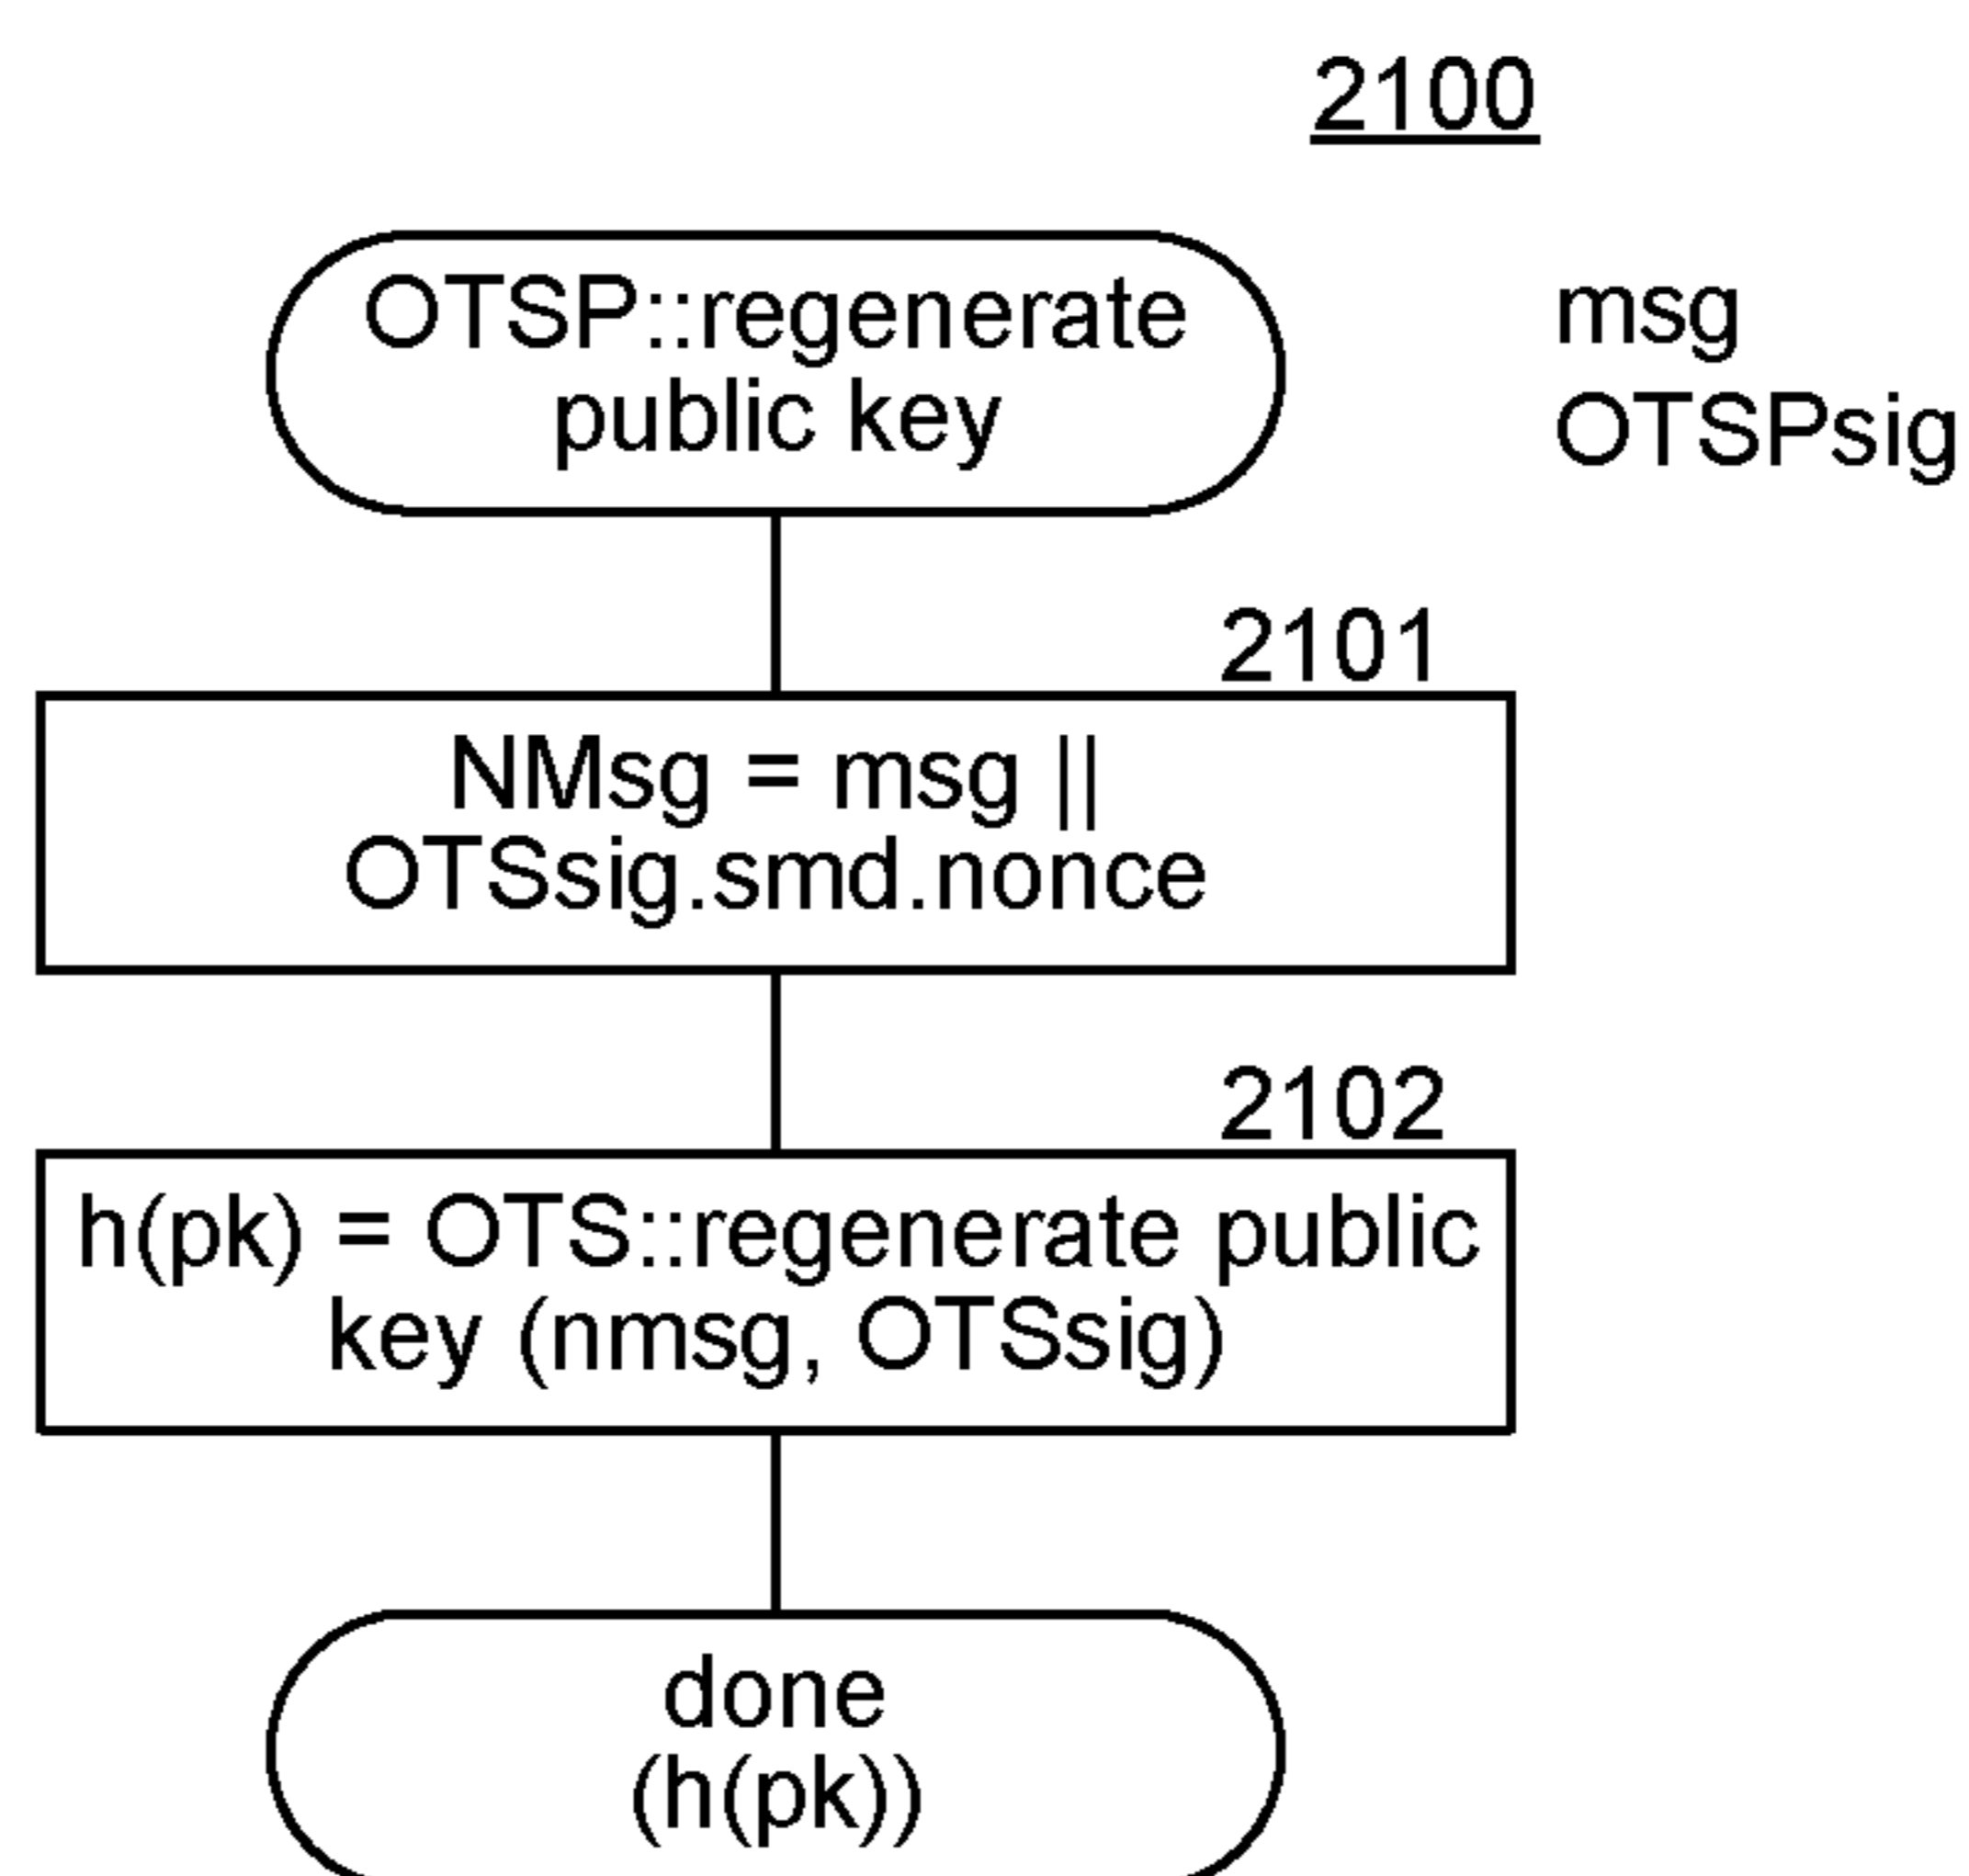 2100
OTSP::regenerate
public key
msg
OTSPsig
2101
NMsg = msg ||
OTSsig.smd.nonce
2102
h(pk) = OTS::regenerate public
key (nmsg, OTSsig)
done
(h(pk))